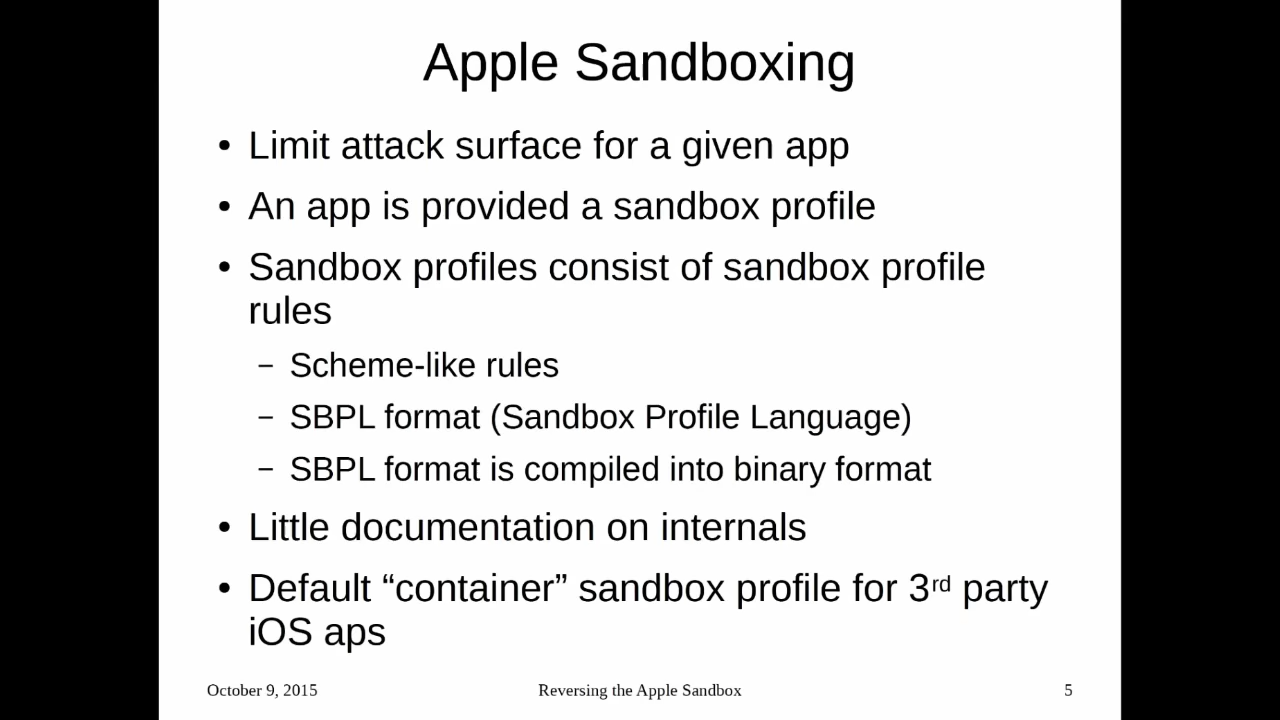 Apple Sandboxing
• Limit attack surface for a given app
• An app is provided a sandbox profile
• Sandbox profiles consist of sandbox profile
rules
– Scheme-like rules
– SBPL format (Sandbox Profile Language)
– SBPL format is compiled into binary format
• Little documentation on internals
• Default “container” sandbox profile for 3rd party
iOS aps
October 9, 2015 Reversing the Apple Sandbox 5